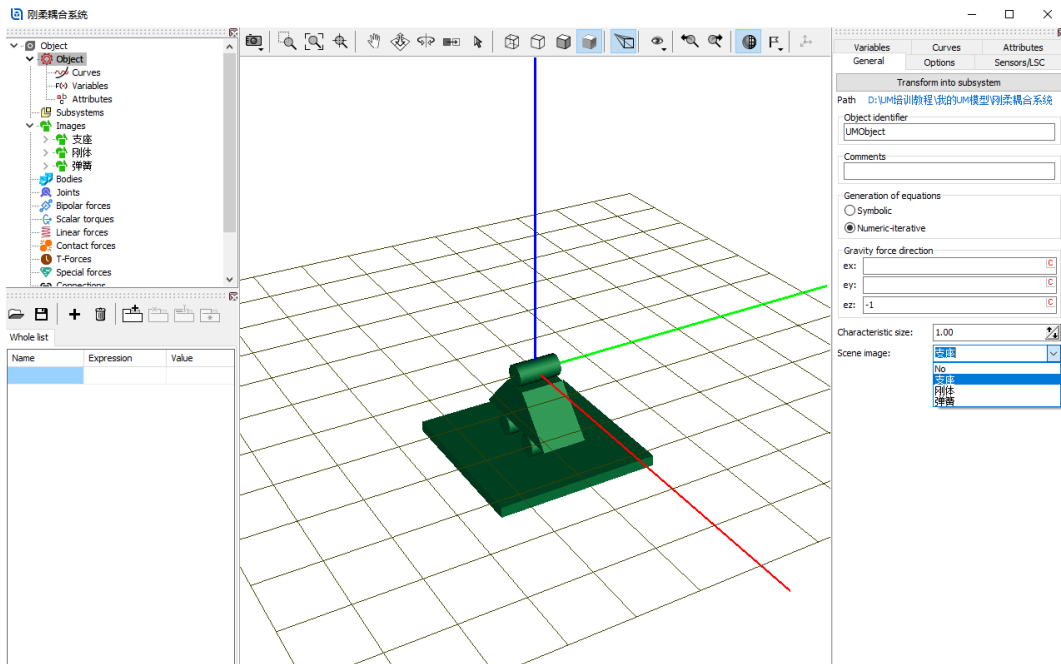 刚柔耦合系统
Object
Object
Curves
F(x) Variables
ab Attributes
Subsystems
Images
支座
刚体
弹簧
Bodies
Joints
Bipolar forces
Scalar torques
Linear forces
Contact forces
T-Forces
Special forces
Connections
Whole list
Name Expression Value
Variables Curves Attributes
General Options Sensors/LSC
Transform into subsystem
Path D:\UM培训教程\我的UM模型\刚柔耦合系统
Object identifier
UMObject
Comments
Generation of equations
Symbolic
Numeric-iterative
Gravity force direction
ex: C
ey: C
ez: -1 C
Characteristic size: 1.00
Scene image: 支座
No
支座
刚体
弹簧